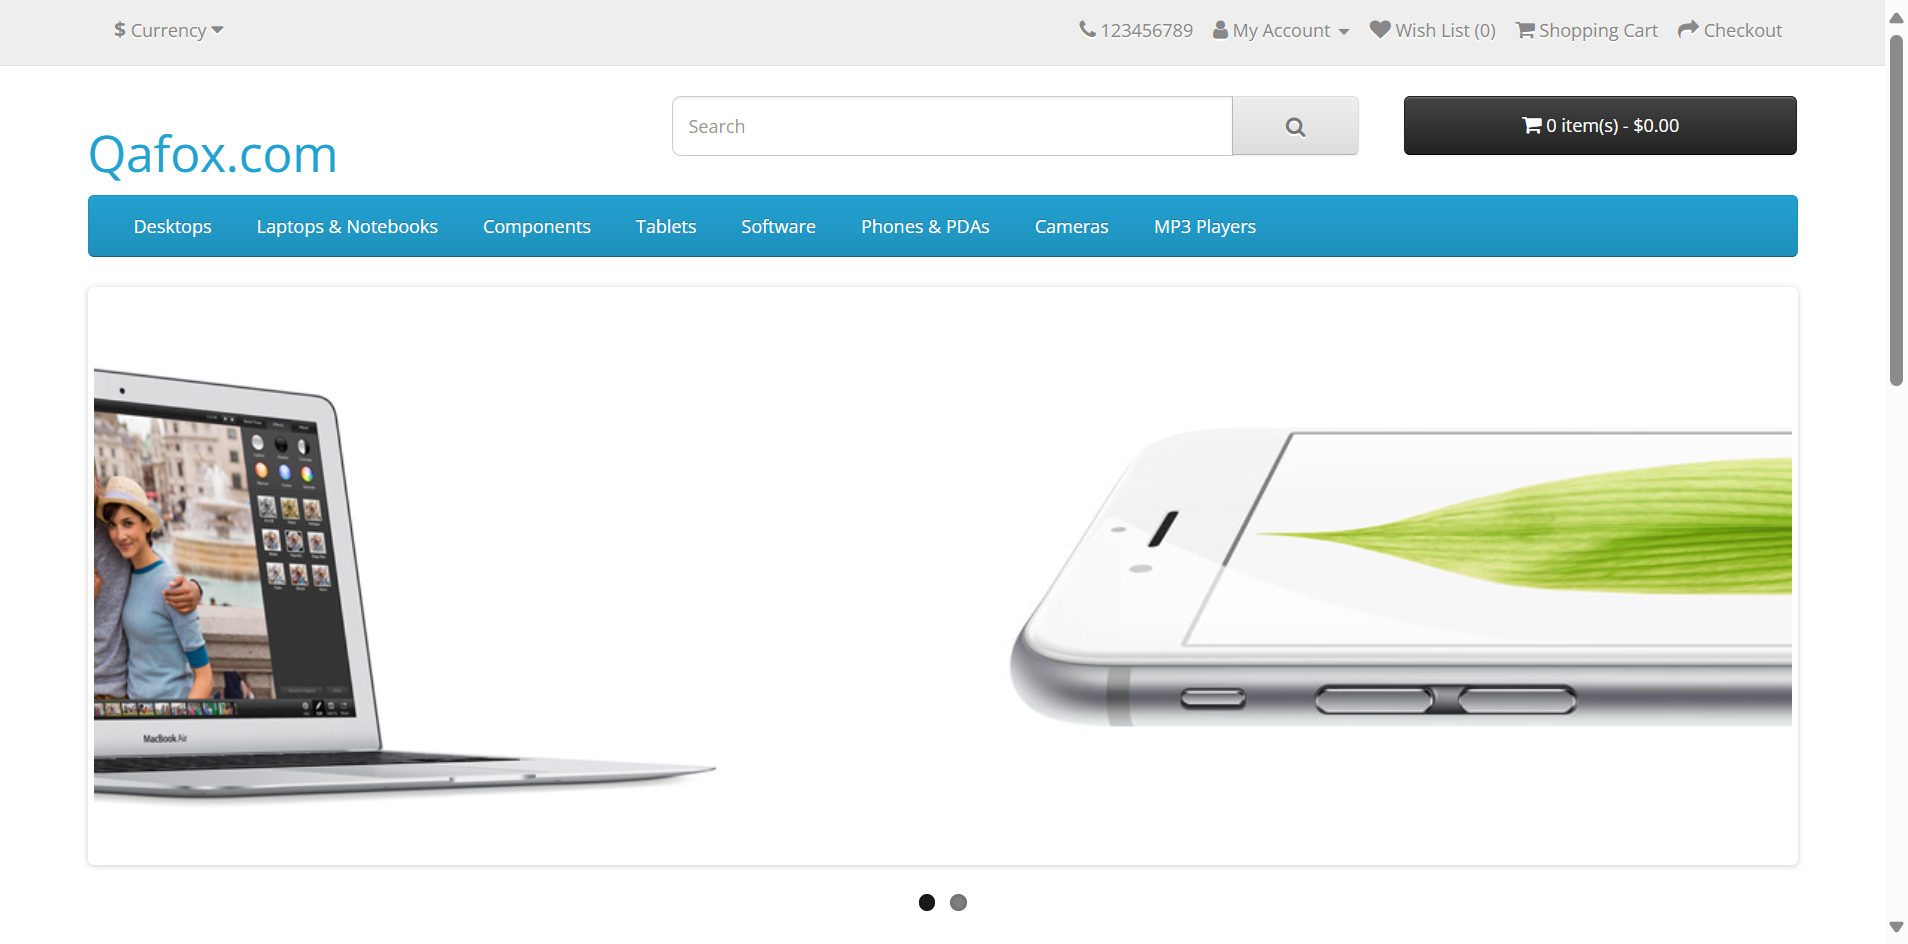 $ Currency
123456789 My Account Wish List (0) Shopping Cart Checkout
Qafox.com
Search
0 item(s) - $0.00
Desktops Laptops & Notebooks Components Tablets Software Phones & PDAs Cameras MP3 Players
MacBook Air